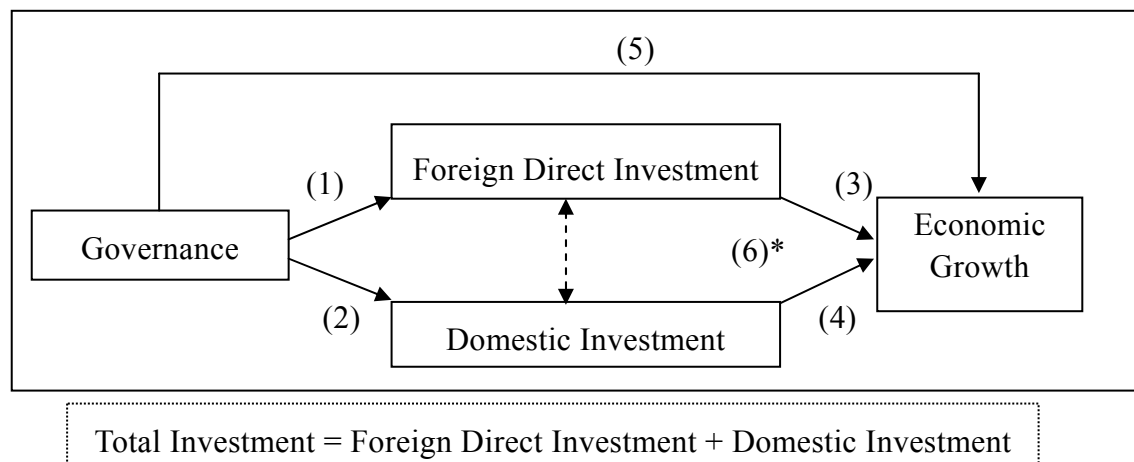 (5)
Foreign Direct Investment
(1)
(3)
Governance
Economic
Growth
(6)*
(2)
(4)
Domestic Investment
Total Investment = Foreign Direct Investment + Domestic Investment